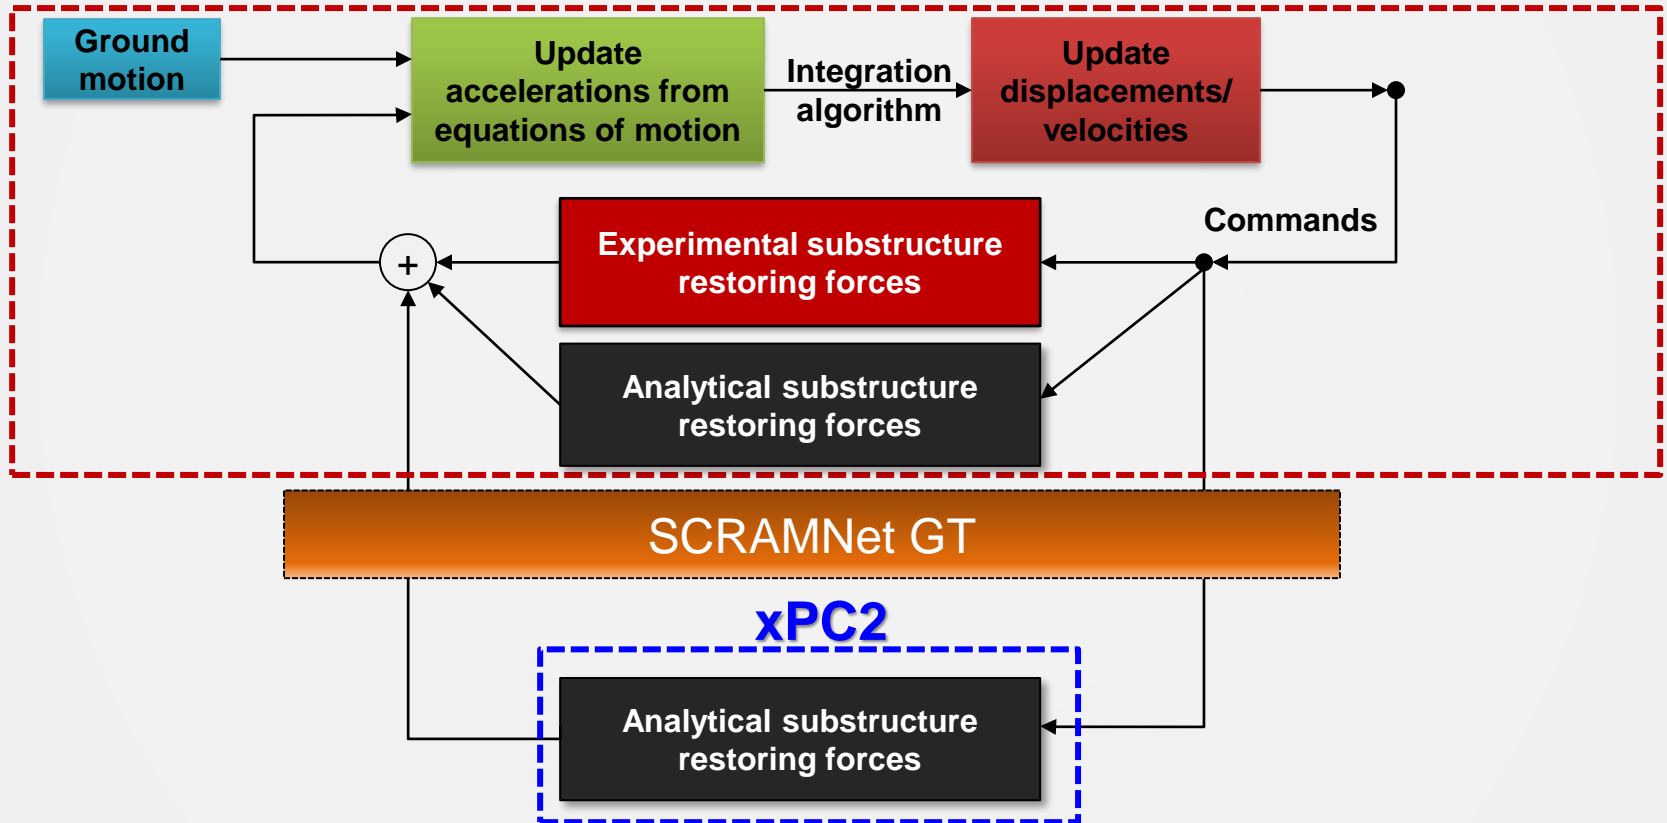 Ground
motion
Update
accelerations from
equations of motion
Integration
algorithm
Update
displacements/
velocities
Commands
Experimental substructure
restoring forces
+
Analytical substructure
restoring forces
SCRAMNet GT
xPC2
Analytical substructure
restoring forces